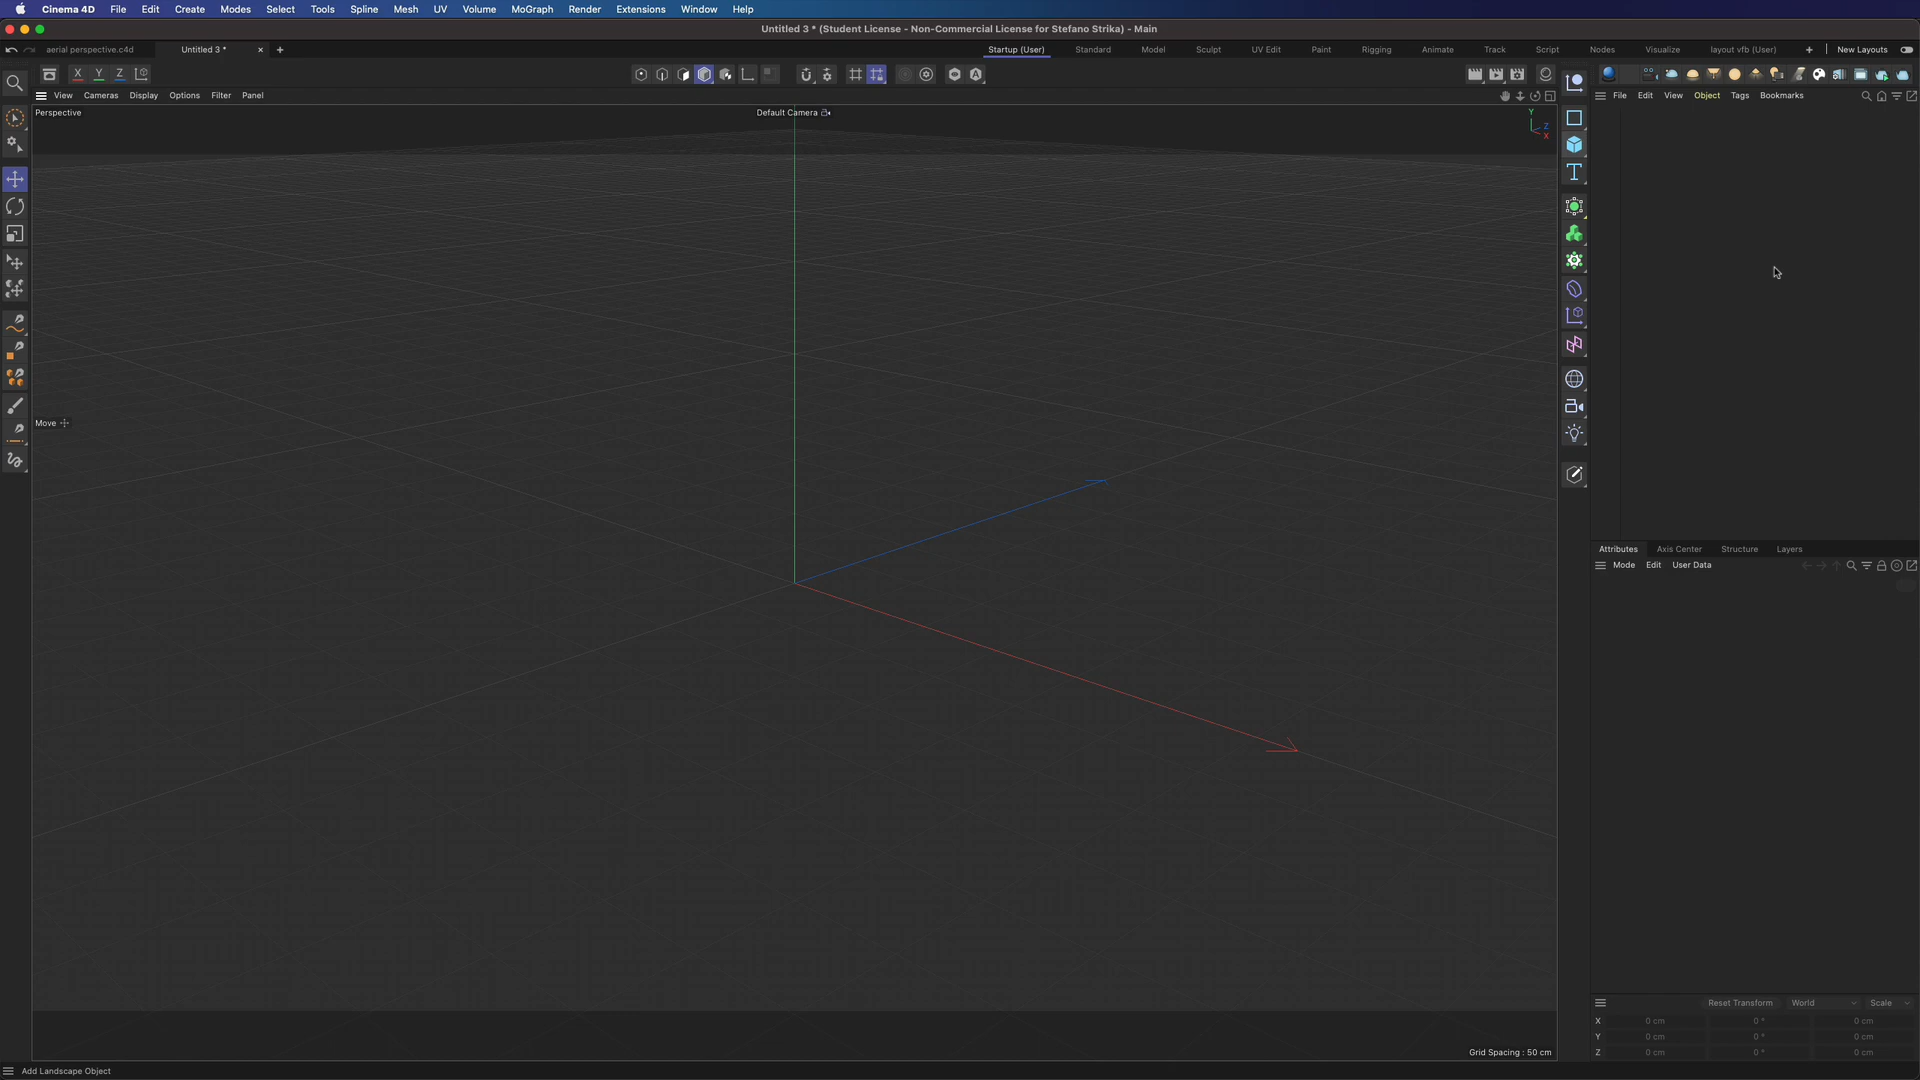 Cinema 4D File Edit Create Modes Select Tools Spline Mesh UV Volume MoGraph Render Extensions Window Help
Untitled 3 * (Student License - Non-Commercial License for Stefano Strika) - Main
aerial perspective.c4d Untitled 3 * × + Startup (User) Standard Model Sculpt UV Edit Paint Rigging Animate Track Script Nodes Visualize layout vfb (User) + New Layouts
X Y Z
View Cameras Display Options Filter Panel File Edit View Object Tags Bookmarks
Perspective Default Camera
Y
Z
X
Move
Attributes Axis Center Structure Layers
Mode Edit User Data
Reset Transform World Scale
X 0 cm 0 ° 0 cm
Y 0 cm 0 ° 0 cm
Z 0 cm 0 ° 0 cm
Grid Spacing : 50 cm
Add Landscape Object